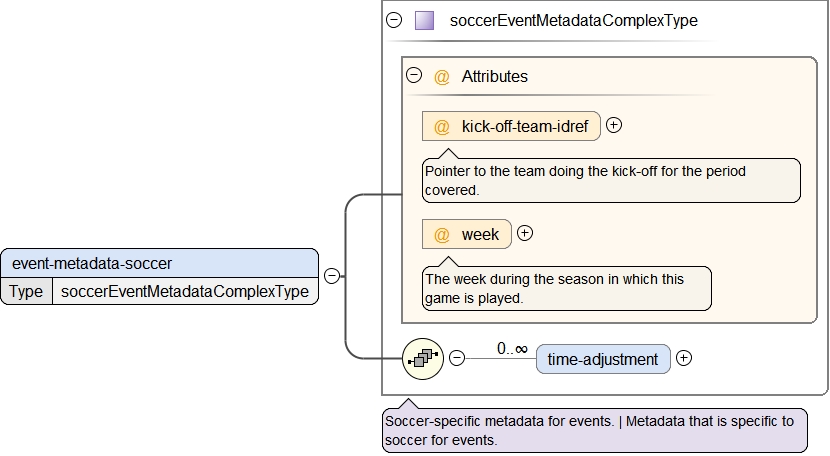 soccerEventMetadataComplexType
@ Attributes
@ kick-off-team-idref
Pointer to the team doing the kick-off for the period
covered.
@ week
The week during the season in which this
game is played.
event-metadata-soccer
Type soccerEventMetadataComplexType
0..∞
time-adjustment
Soccer-specific metadata for events. | Metadata that is specific to
soccer for events.